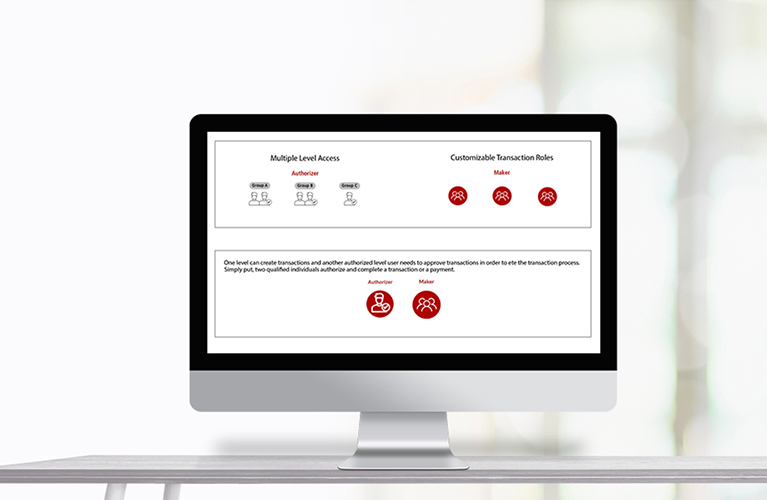 Multiple Level Access
Authorizer
Group A
Group B
Group C
Customizable Transaction Roles
Maker
One level can create transactions and another authorized level user needs to approve transactions in order to ete the transaction process.
Simply put, two qualified individuals authorize and complete a transaction or a payment.
Authorizer
Maker